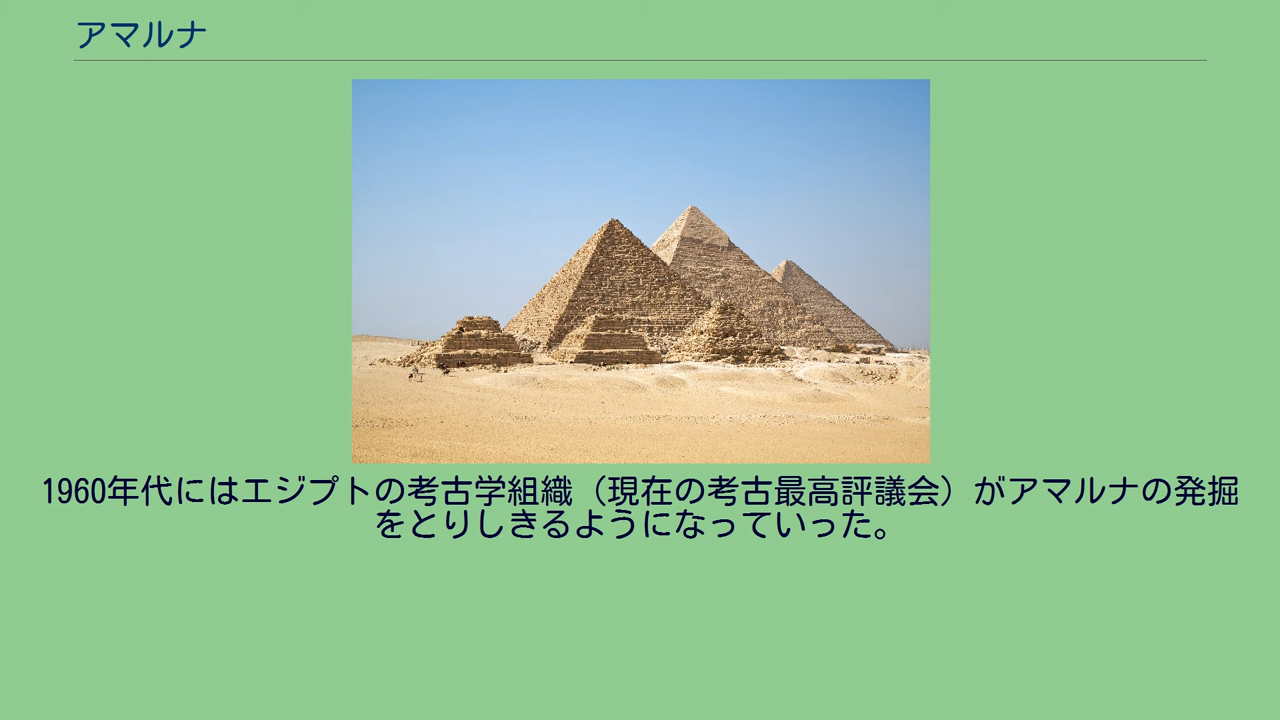 アマルナ
1960年代にはエジプトの考古学組織（現在の考古最高評議会）がアマルナの発掘
をとりしきるようになっていった。